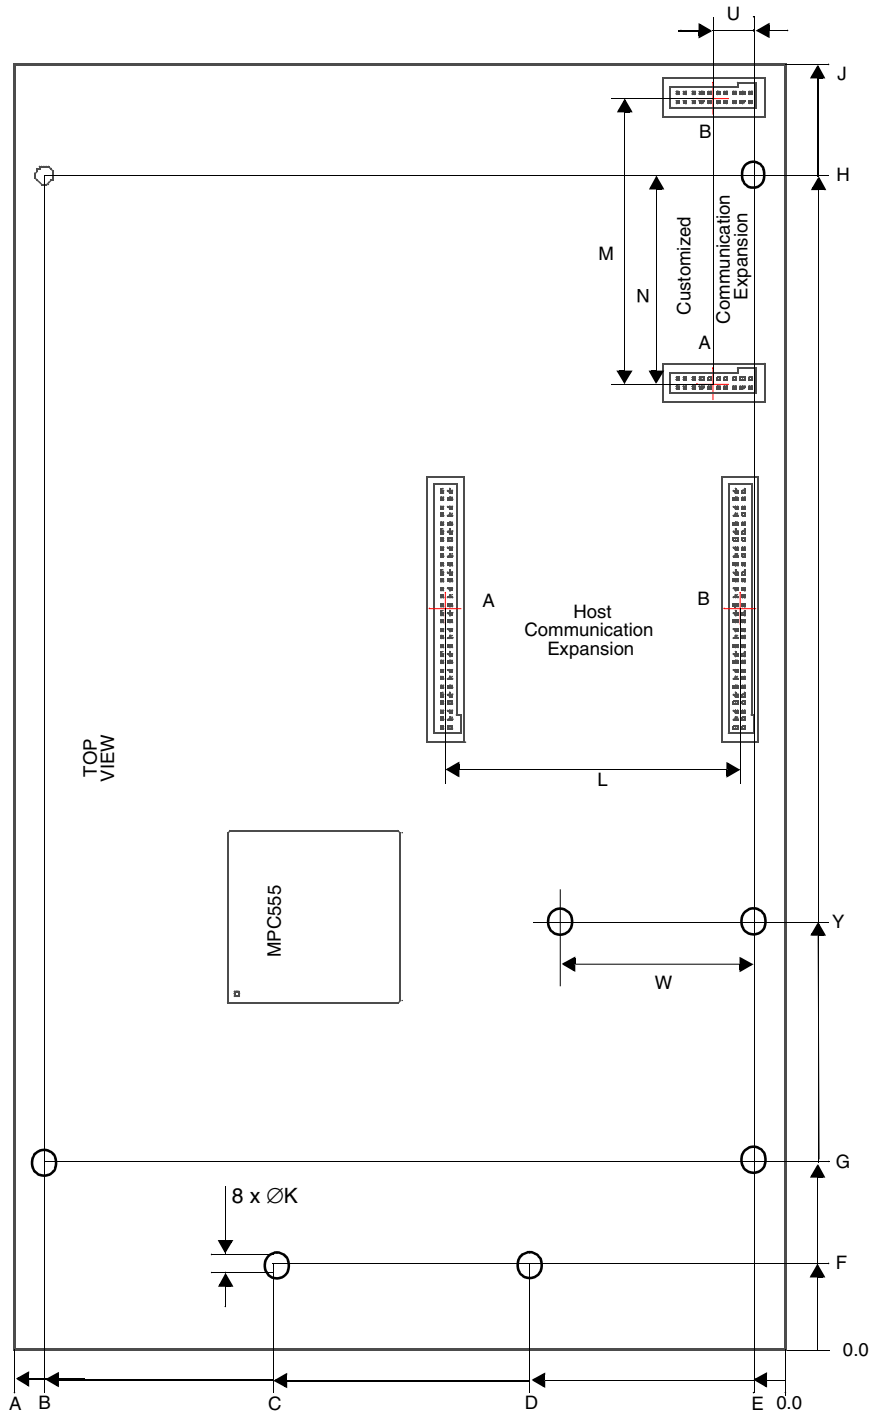 U
J
B
H
Customized
Communication
Expansion
M
N
A
A
B
Host
Communication
Expansion
TOP
VIEW
L
MPC555
Y
W
G
8 x ∅K
F
0.0
A B C D E 0.0